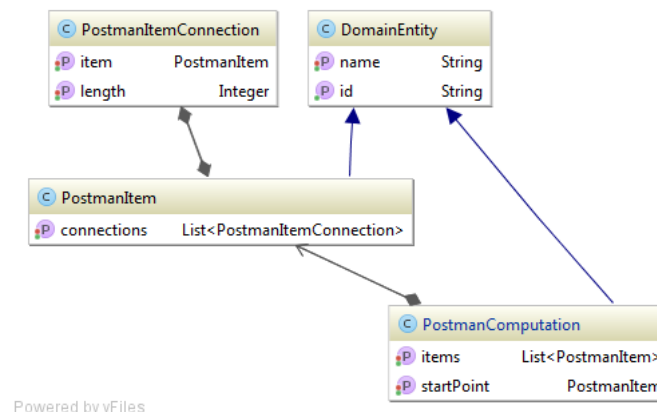 C PostmanItemConnection
P item PostmanItem
P length Integer
C DomainEntity
P name String
P id String
C PostmanItem
P connections List<PostmanItemConnection>
C PostmanComputation
P items List<PostmanItem>
P startPoint PostmanItem
Powered by yFiles